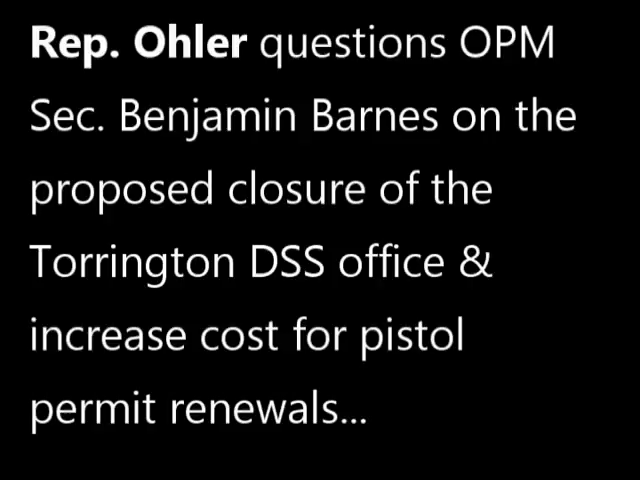 Rep. Ohler questions OPM
Sec. Benjamin Barnes on the
proposed closure of the
Torrington DSS office &
increase cost for pistol
permit renewals...